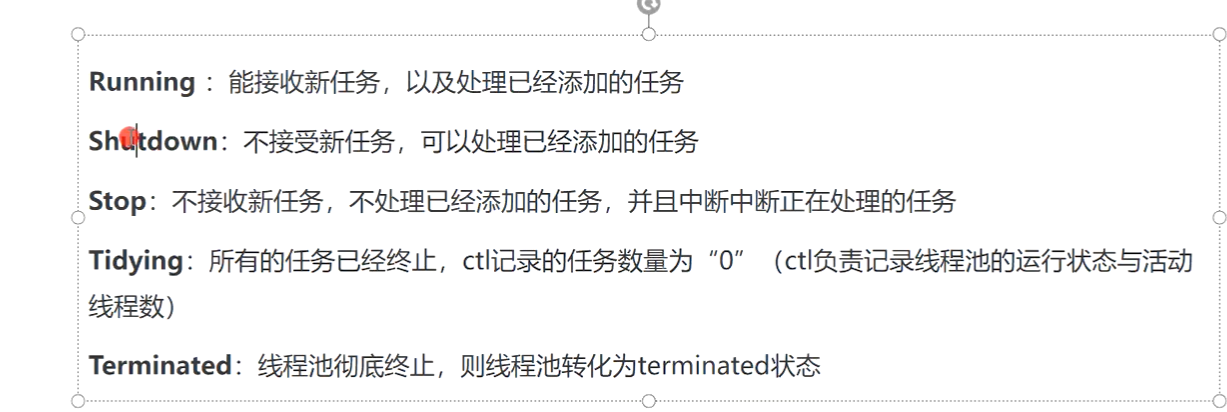 Running ：能接收新任务，以及处理已经添加的任务
Shutdown：不接受新任务，可以处理已经添加的任务
Stop：不接收新任务，不处理已经添加的任务，并且中断中断正在处理的任务
Tidying：所有的任务已经终止，ctl记录的任务数量为“0”（ctl负责记录线程池的运行状态与活动
线程数）
Terminated：线程池彻底终止，则线程池转化为terminated状态